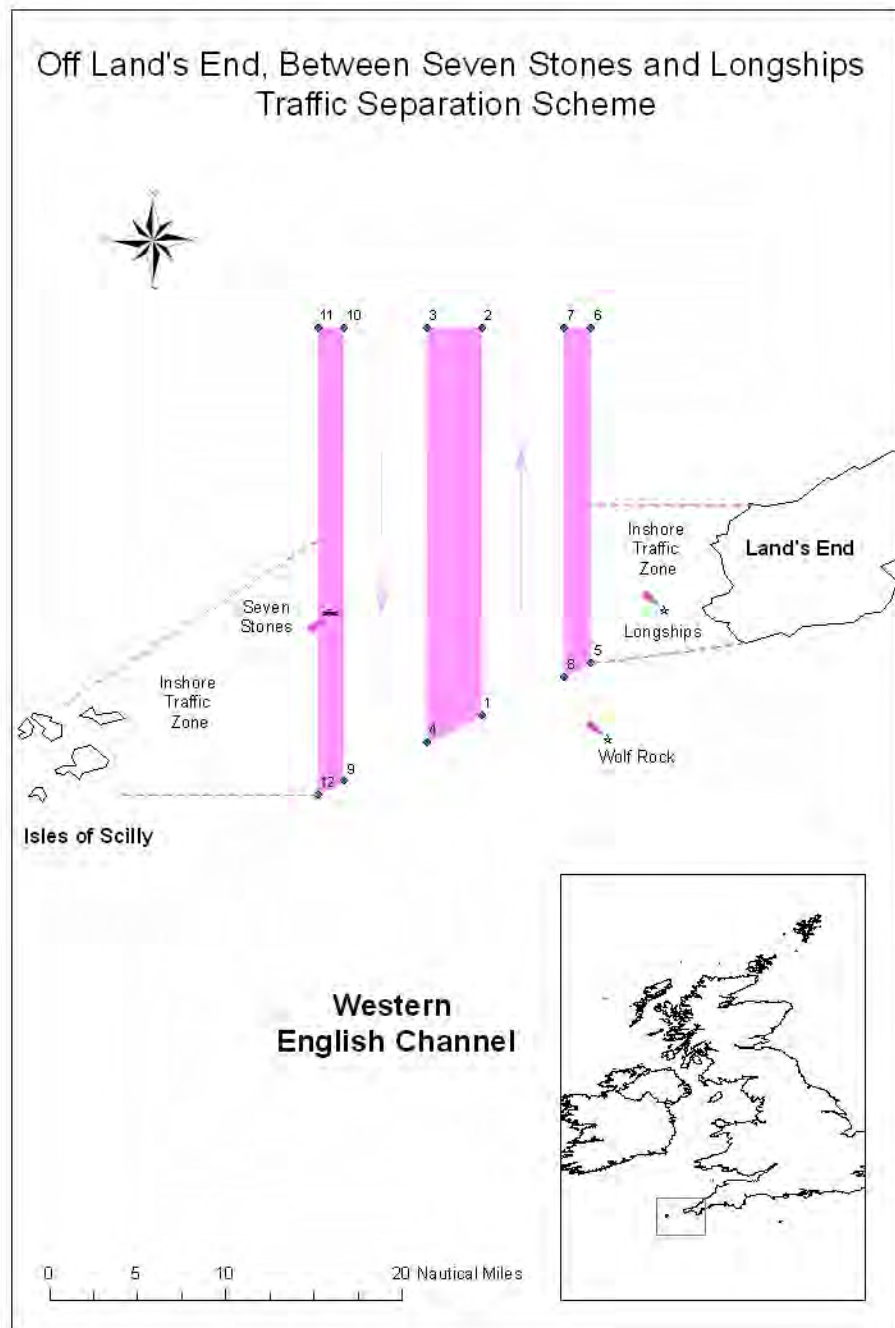 Off Land's End, Between Seven Stones and Longships
Traffic Separation Scheme
11 10 3 2 7 6
Inshore
Traffic
Zone
Land's End
Seven
Stones
Longships
5
8
Inshore
Traffic
Zone
1
4
Wolf Rock
9
12
Isles of Scilly
Western
English Channel
0 5 10 20 Nautical Miles